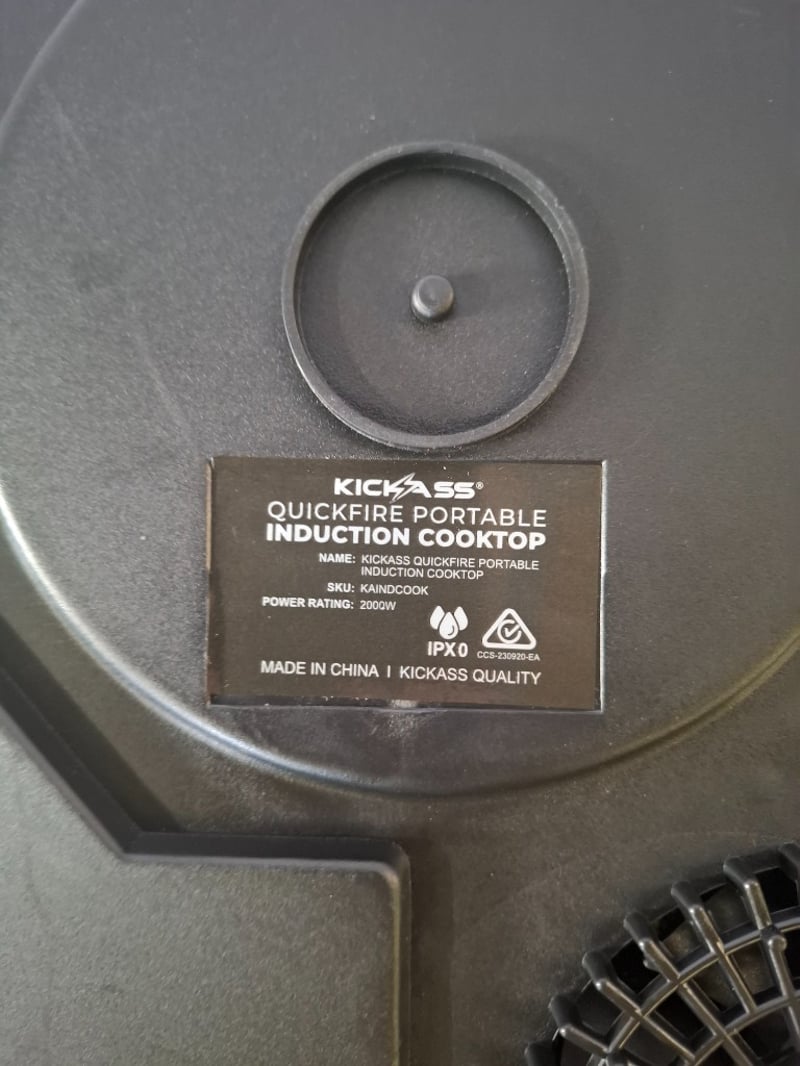 KICKASS®
QUICKFIRE PORTABLE
INDUCTION COOKTOP
NAME: KICKASS QUICKFIRE PORTABLE
INDUCTION COOKTOP
SKU: KAINDCOOK
POWER RATING: 2000W
IPX0
CCS-230920-EA
MADE IN CHINA I KICKASS QUALITY